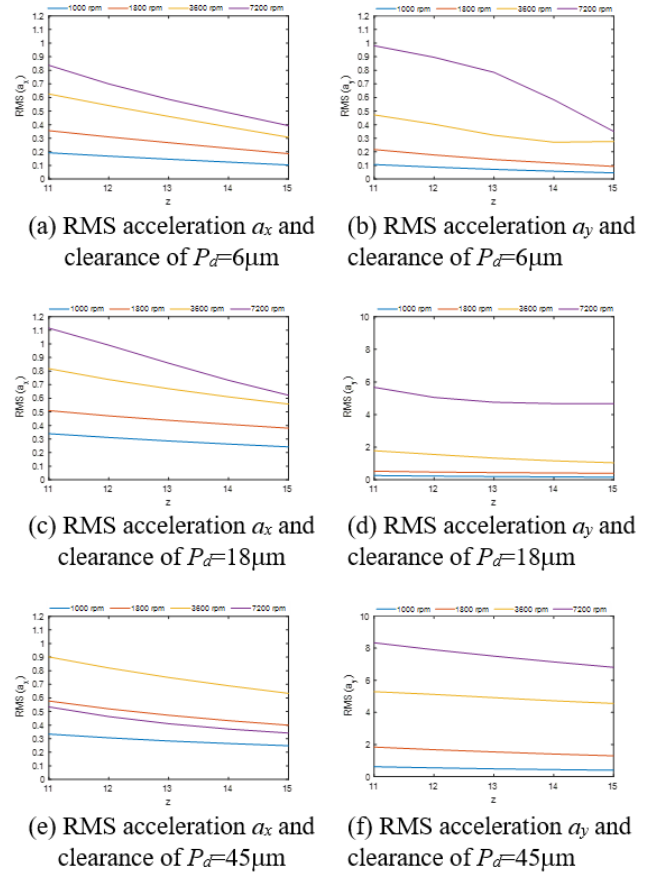 1000 rpm 1800 rpm 3600 rpm 7200 rpm
1.2
1.1
1
0.9
0.8
0.7
0.6
0.5
0.4
0.3
0.2
0.1
0
RMS (aₓ)
11 12 13 14 15
z
(a) RMS acceleration aₓ and
clearance of P_d=6μm
1000 rpm 1800 rpm 3600 rpm 7200 rpm
1.2
1.1
1
0.9
0.8
0.7
0.6
0.5
0.4
0.3
0.2
0.1
0
RMS (a_y)
11 12 13 14 15
z
(b) RMS acceleration a_y and
clearance of P_d=6μm
1000 rpm 1800 rpm 3600 rpm 7200 rpm
1.2
1.1
1
0.9
0.8
0.7
0.6
0.5
0.4
0.3
0.2
0.1
0
RMS (aₓ)
11 12 13 14 15
z
(c) RMS acceleration aₓ and
clearance of P_d=18μm
1000 rpm 1800 rpm 3600 rpm 7200 rpm
10
8
6
4
2
0
RMS (a_y)
11 12 13 14 15
z
(d) RMS acceleration a_y and
clearance of P_d=18μm
1000 rpm 1800 rpm 3600 rpm 7200 rpm
1.2
1.1
1
0.9
0.8
0.7
0.6
0.5
0.4
0.3
0.2
0.1
0
RMS (aₓ)
11 12 13 14 15
z
(e) RMS acceleration aₓ and
clearance of P_d=45μm
1000 rpm 1800 rpm 3600 rpm 7200 rpm
10
8
6
4
2
0
RMS (a_y)
11 12 13 14 15
z
(f) RMS acceleration a_y and
clearance of P_d=45μm